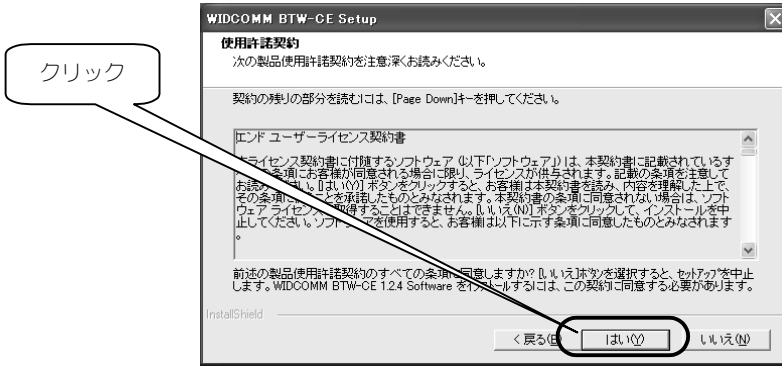 WIDCOMM BTW-CE Setup
使用許諾契約
次の製品使用許諾契約を注意深くお読みください。
クリック
契約の残りの部分を読むには、[Page Down]キーを押してください。
エンド ユーザーライセンス契約書
本ライセンス契約書に付随するソフトウェア (以下「ソフトウェア」) は、本契約書に記載されているす
の条項にお客様が同意される場合に限り、ライセンスが供与されます。記載の条項を注意して
お読みください。[はい(Y)] ボタンをクリックすると、お客様は本契約書を読み、内容を理解した上で、
その条項に ことを承諾したものとみなされます。本契約書の条項に同意されない場合は、ソフト
ウェア ライセンス 取得することはできません。[いいえ(N)] ボタンをクリックして、インストールを中
止してください。ソフトウェアを使用すると、お客様は以下に示す条項に同意したものとみなされます
。
前述の製品使用許諾契約のすべての条項に同意しますか? [いいえ]ボタンを選択すると、セットアップを中止
します。WIDCOMM BTW-CE 1.2.4 Software をインストールするには、この契約に同意する必要があります。
InstallShield
< 戻る(B)
はい(Y)
いいえ(N)